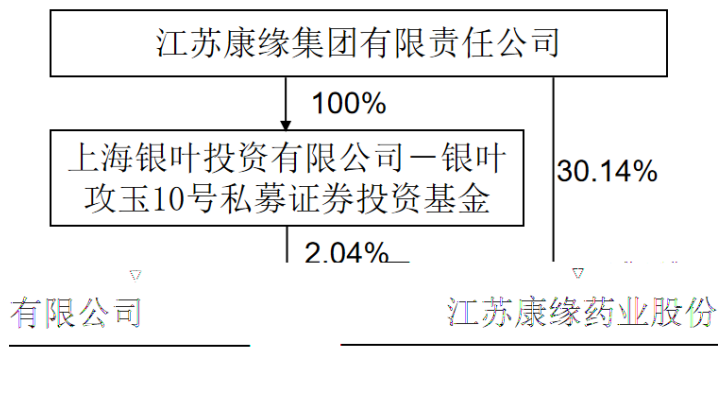 江苏康缘集团有限责任公司
100%
上海银叶投资有限公司－银叶
攻玉10号私募证券投资基金
30.14%
2.04%
有限公司
江苏康缘药业股份